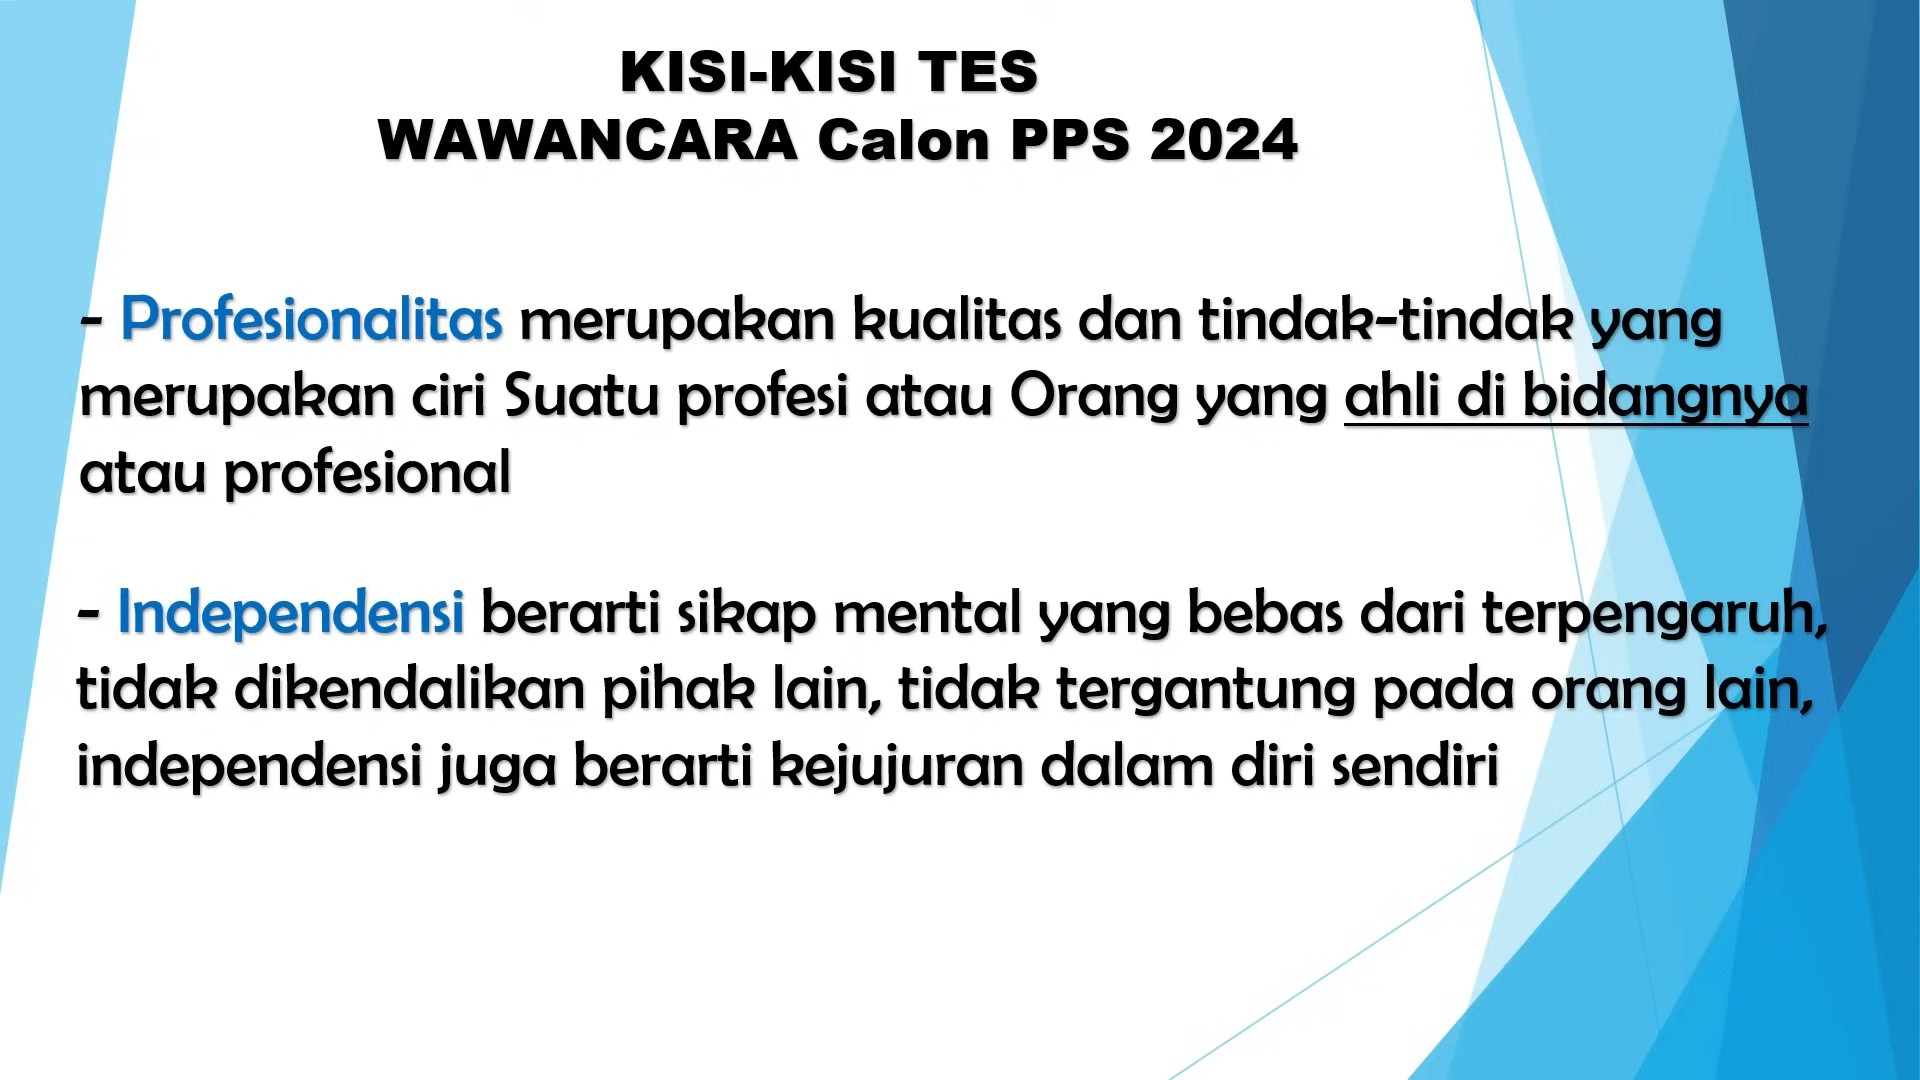 KISI-KISI TES
WAWANCARA Calon PPS 2024
- Profesionalitas merupakan kualitas dan tindak-tindak yang
merupakan ciri Suatu profesi atau Orang yang ahli di bidangnya
atau profesional
- Independensi berarti sikap mental yang bebas dari terpengaruh,
tidak dikendalikan pihak lain, tidak tergantung pada orang lain,
independensi juga berarti kejujuran dalam diri sendiri